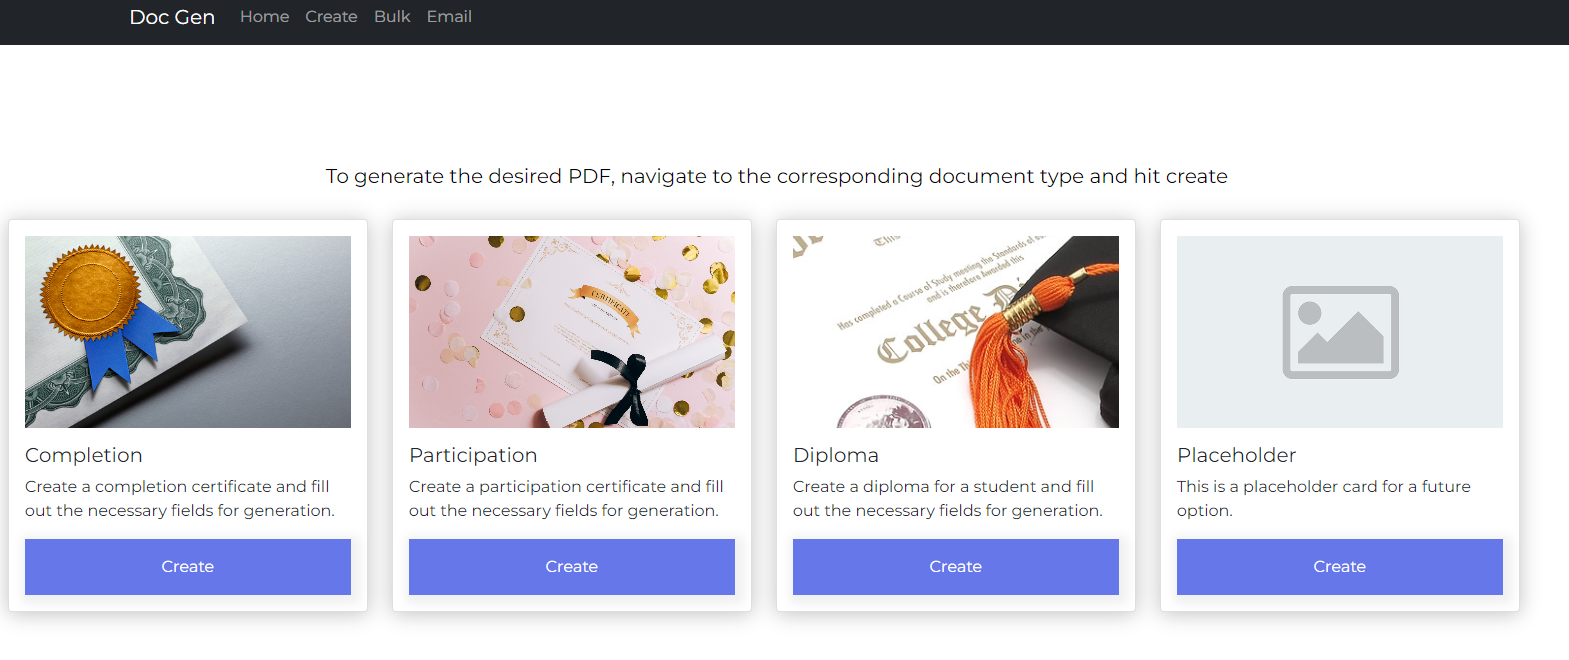 Doc Gen Home Create Bulk Email
To generate the desired PDF, navigate to the corresponding document type and hit create
This
Has completed a Course of Study meeting the Standards of
and is therefore Awarded this
College
On the
CERTIFICATE
Completion
Create a completion certificate and fill
out the necessary fields for generation.
Create
Participation
Create a participation certificate and fill
out the necessary fields for generation.
Create
Diploma
Create a diploma for a student and fill
out the necessary fields for generation.
Create
Placeholder
This is a placeholder card for a future
option.
Create